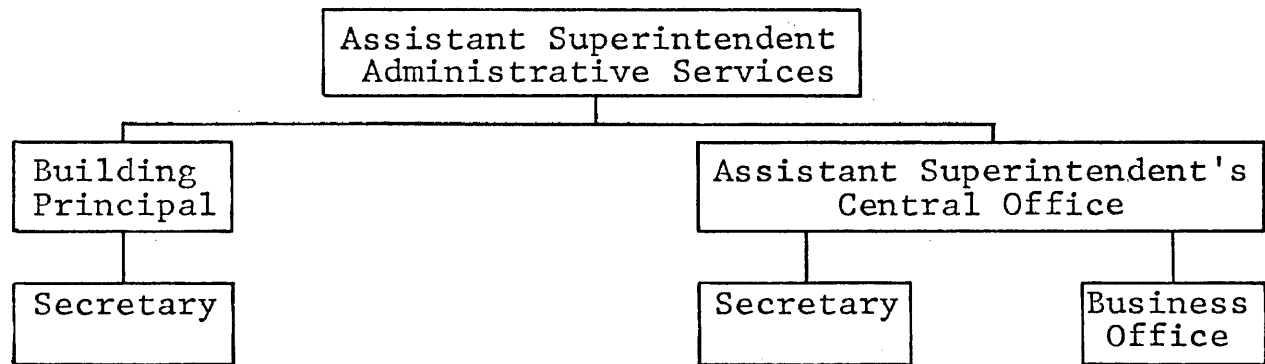 Assistant Superintendent
Administrative Services
Building
Principal
Assistant Superintendent's
Central Office
Secretary
Secretary
Business
Office